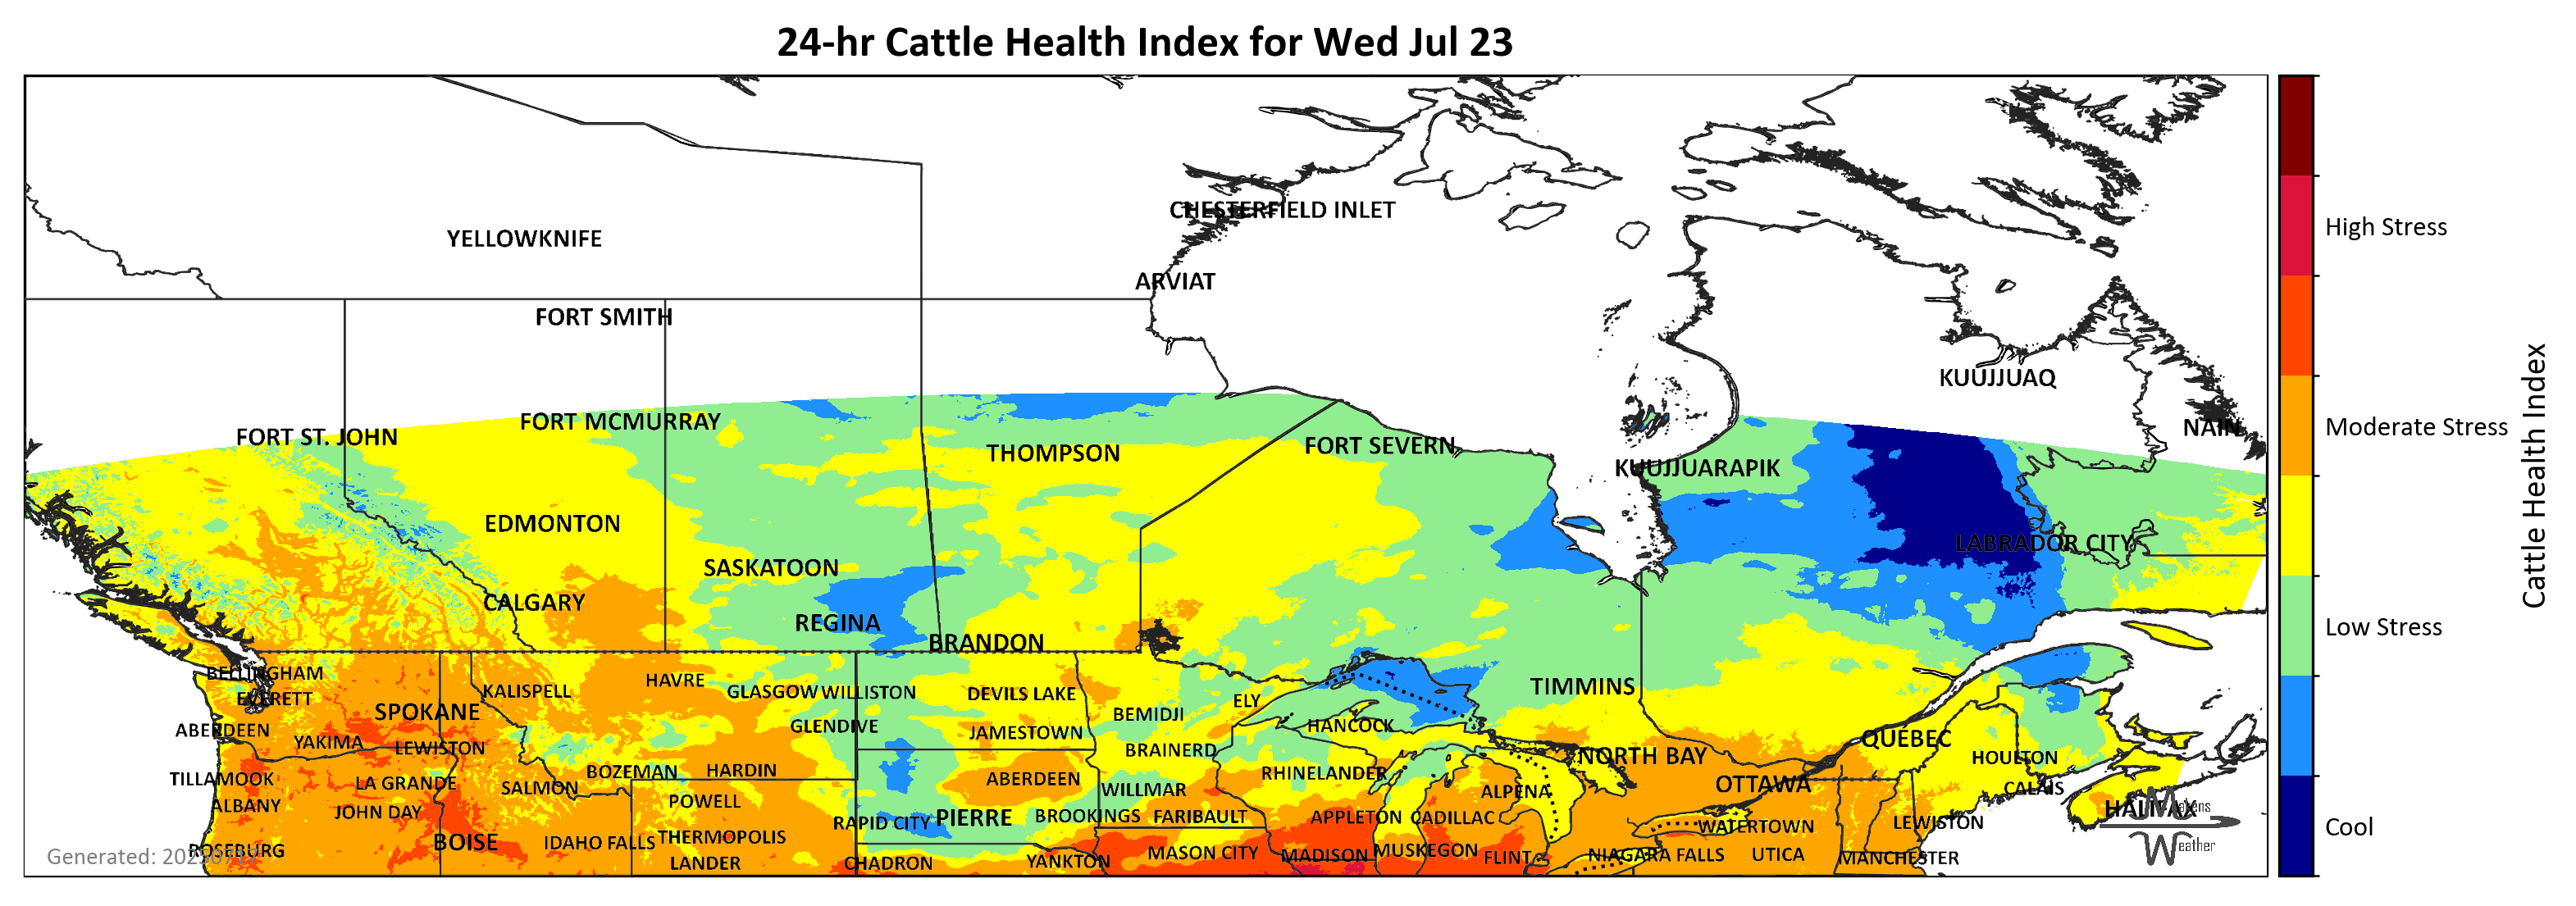 24-hr Cattle Health Index for Wed Jul 23
CHESTERFIELD INLET
YELLOWKNIFE
ARVIAT
FORT SMITH
KUUJJUAQ
FORT MCMURRAY
FORT ST. JOHN
NAIN
THOMPSON
FORT SEVERN
KUUJJUARAPIK
EDMONTON
LABRADOR CITY
SASKATOON
CALGARY
REGINA
BRANDON
BELLINGHAM
HAVRE
KALISPELL
GLASGOW
WILLISTON
DEVILS LAKE
TIMMINS
EVERETT
ELY
SPOKANE
BEMIDJI
HANCOCK
GLENDIVE
ABERDEEN
JAMESTOWN
QUEBEC
YAKIMA
LEWISTON
BRAINERD
NORTH BAY
HOULTON
BOZEMAN
HARDIN
RHINELANDER
TILLAMOOK
LA GRANDE
SALMON
ABERDEEN
WILLMAR
ALPENA
OTTAWA
CALAIS
ALBANY
JOHN DAY
POWELL
HALIFAX
RAPID CITY
PIERRE
BROOKINGS
FARIBAULT
APPLETON
CADILLAC
WATERTOWN
LEWISTON
BOISE
IDAHO FALLS
THERMOPOLIS
ROSEBURG
LANDER
CHADRON
YANKTON
MASON CITY
MADISON
MUSKEGON
FLINT
NIAGARA FALLS
UTICA
MANCHESTER
Weather
Generated:
High Stress
Moderate Stress
Low Stress
Cool
Cattle Health Index